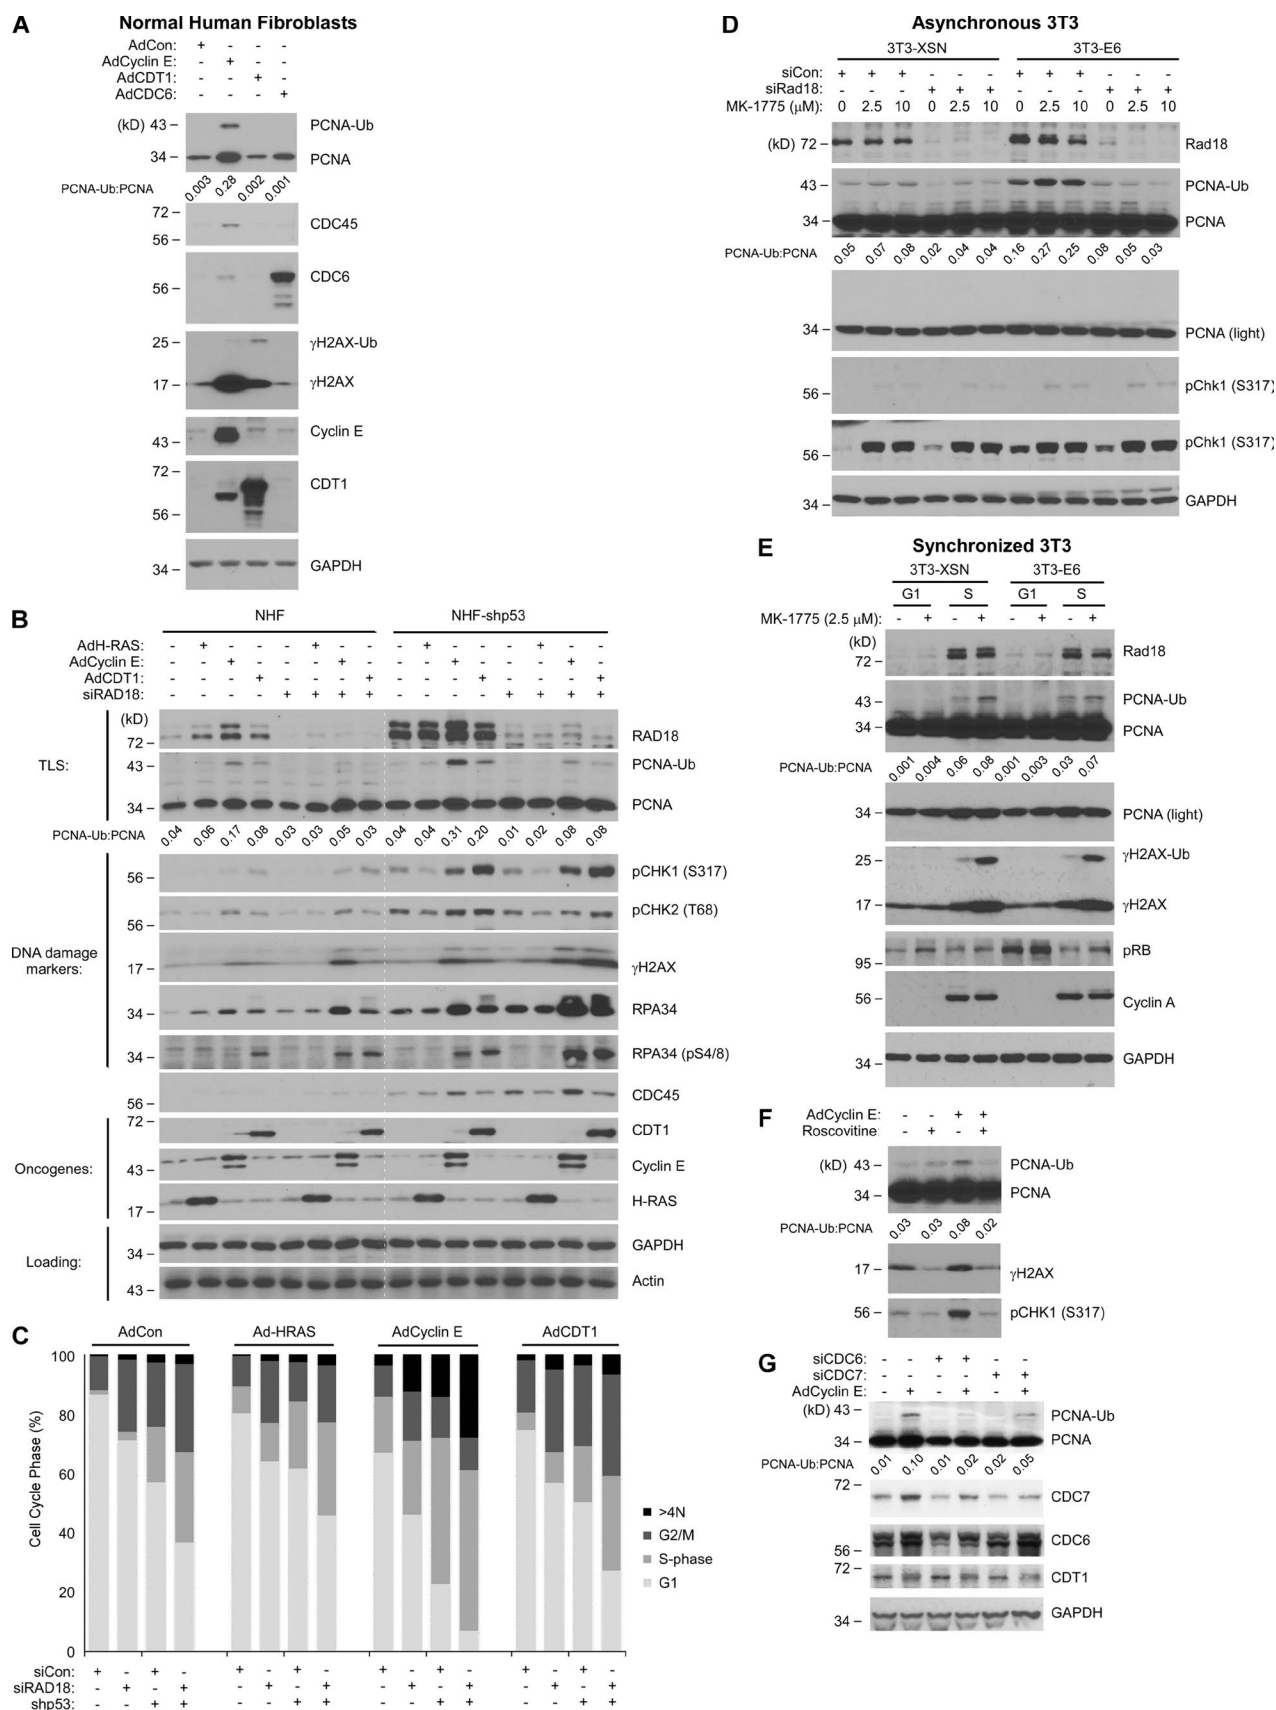 A
Normal Human Fibroblasts
AdCon: + - - -
AdCyclin E: - + - -
AdCDT1: - - + -
AdCDC6: - - - +
(kD) 43 – PCNA-Ub
34 – PCNA
PCNA-Ub:PCNA 0.003 0.28 0.002 0.001
72 –
CDC45
56 –
CDC6
56 –
25 – γH2AX-Ub
17 – γH2AX
Cyclin E
43 –
72 –
CDT1
56 –
34 – GAPDH
B
NHF NHF-shp53
AdH-RAS: - + - - - + - - - + - - - + - -
AdCyclin E: - - + - - - + - - - + - - - + -
AdCDT1: - - - + - - - + - - - + - - - +
siRAD18: - - - - + + + + - - - - + + + +
(kD)
RAD18
72 –
TLS:
43 – PCNA-Ub
34 – PCNA
PCNA-Ub:PCNA 0.04 0.06 0.17 0.08 0.03 0.03 0.05 0.03 0.04 0.04 0.31 0.20 0.01 0.02 0.08 0.08
56 – pCHK1 (S317)
pCHK2 (T68)
56 –
DNA damage
markers:
17 – γH2AX
34 – RPA34
34 – RPA34 (pS4/8)
CDC45
56 –
72 –
CDT1
Oncogenes:
43 – Cyclin E
H-RAS
17 –
GAPDH
34 –
Loading:
Actin
43 –
C
AdCon Ad-HRAS AdCyclin E AdCDT1
Cell Cycle Phase (%)
100
80
60
40
20
0
>4N
G2/M
S-phase
G1
siCon: + - + - + - + - + - + - + - + -
siRAD18: - + - + - + - + - + - + - + - +
shp53: - - + + - - + + - - + + - - + +
D
Asynchronous 3T3
3T3-XSN 3T3-E6
siCon: + + + - - - + + + - - -
siRad18: - - - + + + - - - + + +
MK-1775 (μM): 0 2.5 10 0 2.5 10 0 2.5 10 0 2.5 10
(kD) 72 – Rad18
43 – PCNA-Ub
34 – PCNA
PCNA-Ub:PCNA 0.05 0.07 0.08 0.02 0.04 0.04 0.16 0.27 0.25 0.08 0.05 0.03
34 – PCNA (light)
pChk1 (S317)
56 –
pChk1 (S317)
56 –
34 – GAPDH
E
Synchronized 3T3
3T3-XSN 3T3-E6
G1 S G1 S
MK-1775 (2.5 μM): - + - + - + - +
(kD)
Rad18
72 –
43 – PCNA-Ub
34 – PCNA
PCNA-Ub:PCNA 0.001 0.004 0.06 0.08 0.001 0.003 0.03 0.07
34 – PCNA (light)
25 – γH2AX-Ub
17 – γH2AX
pRB
95 –
56 – Cyclin A
34 – GAPDH
F
AdCyclin E: - - + +
Roscovitine: - + - +
(kD) 43 – PCNA-Ub
34 – PCNA
PCNA-Ub:PCNA 0.03 0.03 0.08 0.02
17 – γH2AX
56 – pCHK1 (S317)
G
siCDC6: - - + + - -
siCDC7: - - - - + +
AdCyclin E: - + - + - +
(kD) 43 – PCNA-Ub
34 – PCNA
PCNA-Ub:PCNA 0.01 0.10 0.01 0.02 0.02 0.05
72 –
CDC7
CDC6
56 –
72 –
CDT1
GAPDH
34 –